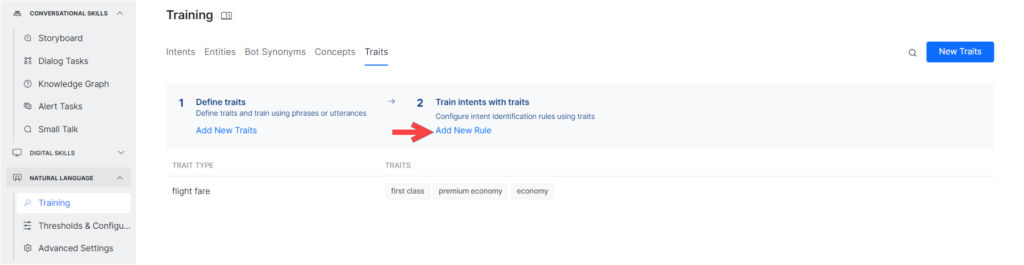 CONVERSATIONAL SKILLS
Storyboard
Dialog Tasks
Knowledge Graph
Alert Tasks
Small Talk
DIGITAL SKILLS
NATURAL LANGUAGE
Training
Thresholds & Configu...
Advanced Settings
Training
Intents Entities Bot Synonyms Concepts Traits
New Traits
1 Define traits
Define traits and train using phrases or utterances
Add New Traits
2 Train intents with traits
Configure intent identification rules using traits
Add New Rule
TRAIT TYPE TRAITS
flight fare first class premium economy economy